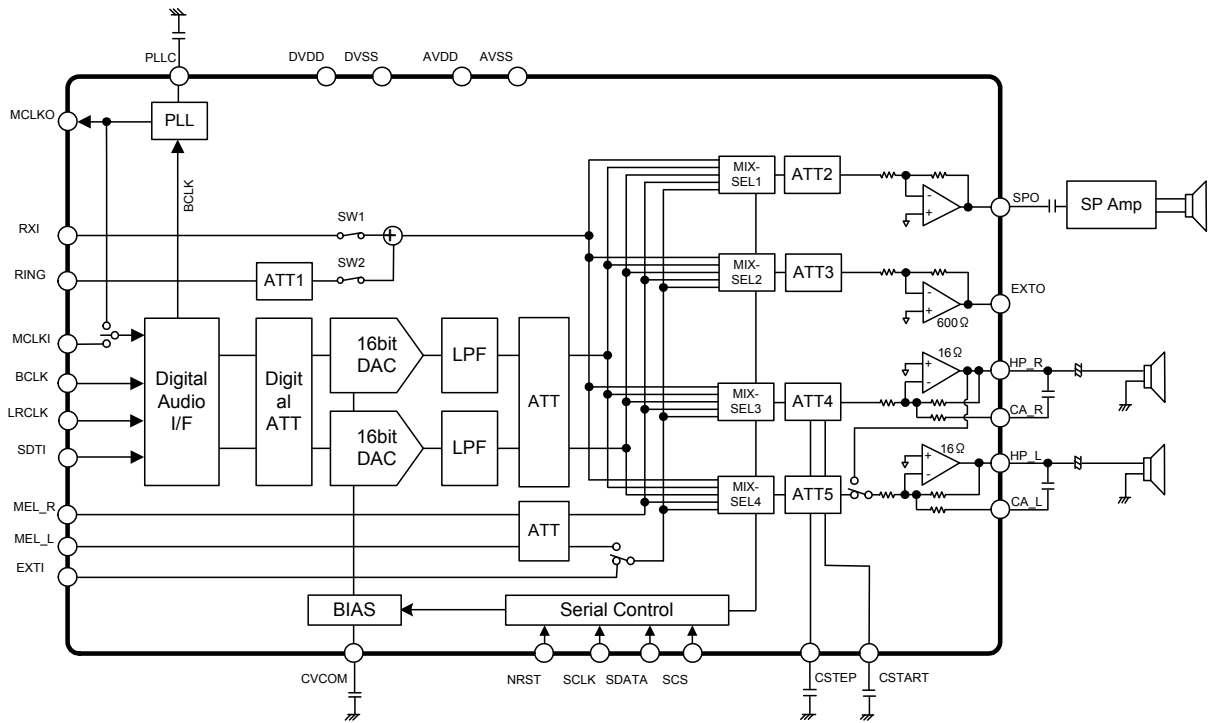 PLLC
DVDD
DVSS
AVDD
AVSS
MCLKO
PLL
BCLK
RXI
SW1
RING
ATT1
SW2
MCLKI
BCLK
LRCLK
SDTI
Digital
Audio
I/F
Digit
al
ATT
16bit
DAC
16bit
DAC
LPF
LPF
ATT
MEL_R
MEL_L
EXTI
ATT
MIX-
SEL1
ATT2
-
+
SPO
SP Amp
MIX-
SEL2
ATT3
-
+
600Ω
EXTO
MIX-
SEL3
ATT4
16Ω
+
-
HP_R
CA_R
MIX-
SEL4
ATT5
16Ω
+
-
HP_L
CA_L
BIAS
Serial Control
CVCOM
NRST
SCLK
SDATA
SCS
CSTEP
CSTART